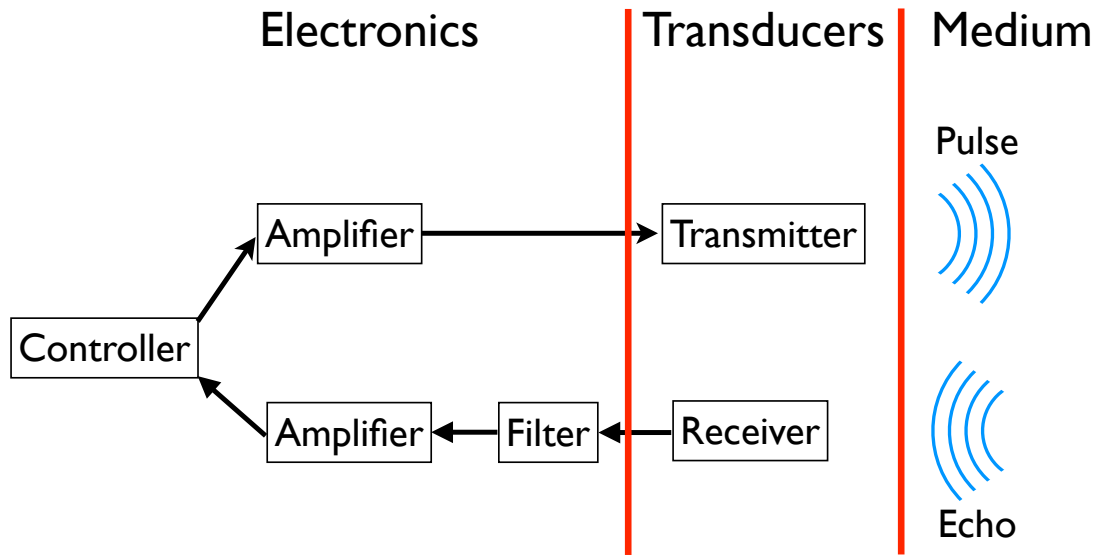 Electronics
Transducers
Medium
Pulse
Amplifier
Transmitter
Controller
Amplifier
Filter
Receiver
Echo